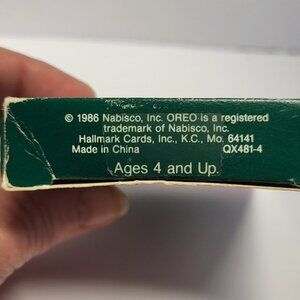 © 1986 Nabisco, Inc. OREO is a registered
trademark of Nabisco, Inc.
Hallmark Cards, Inc., K.C., Mo. 64141
Made in China QX481-4
Ages 4 and Up.